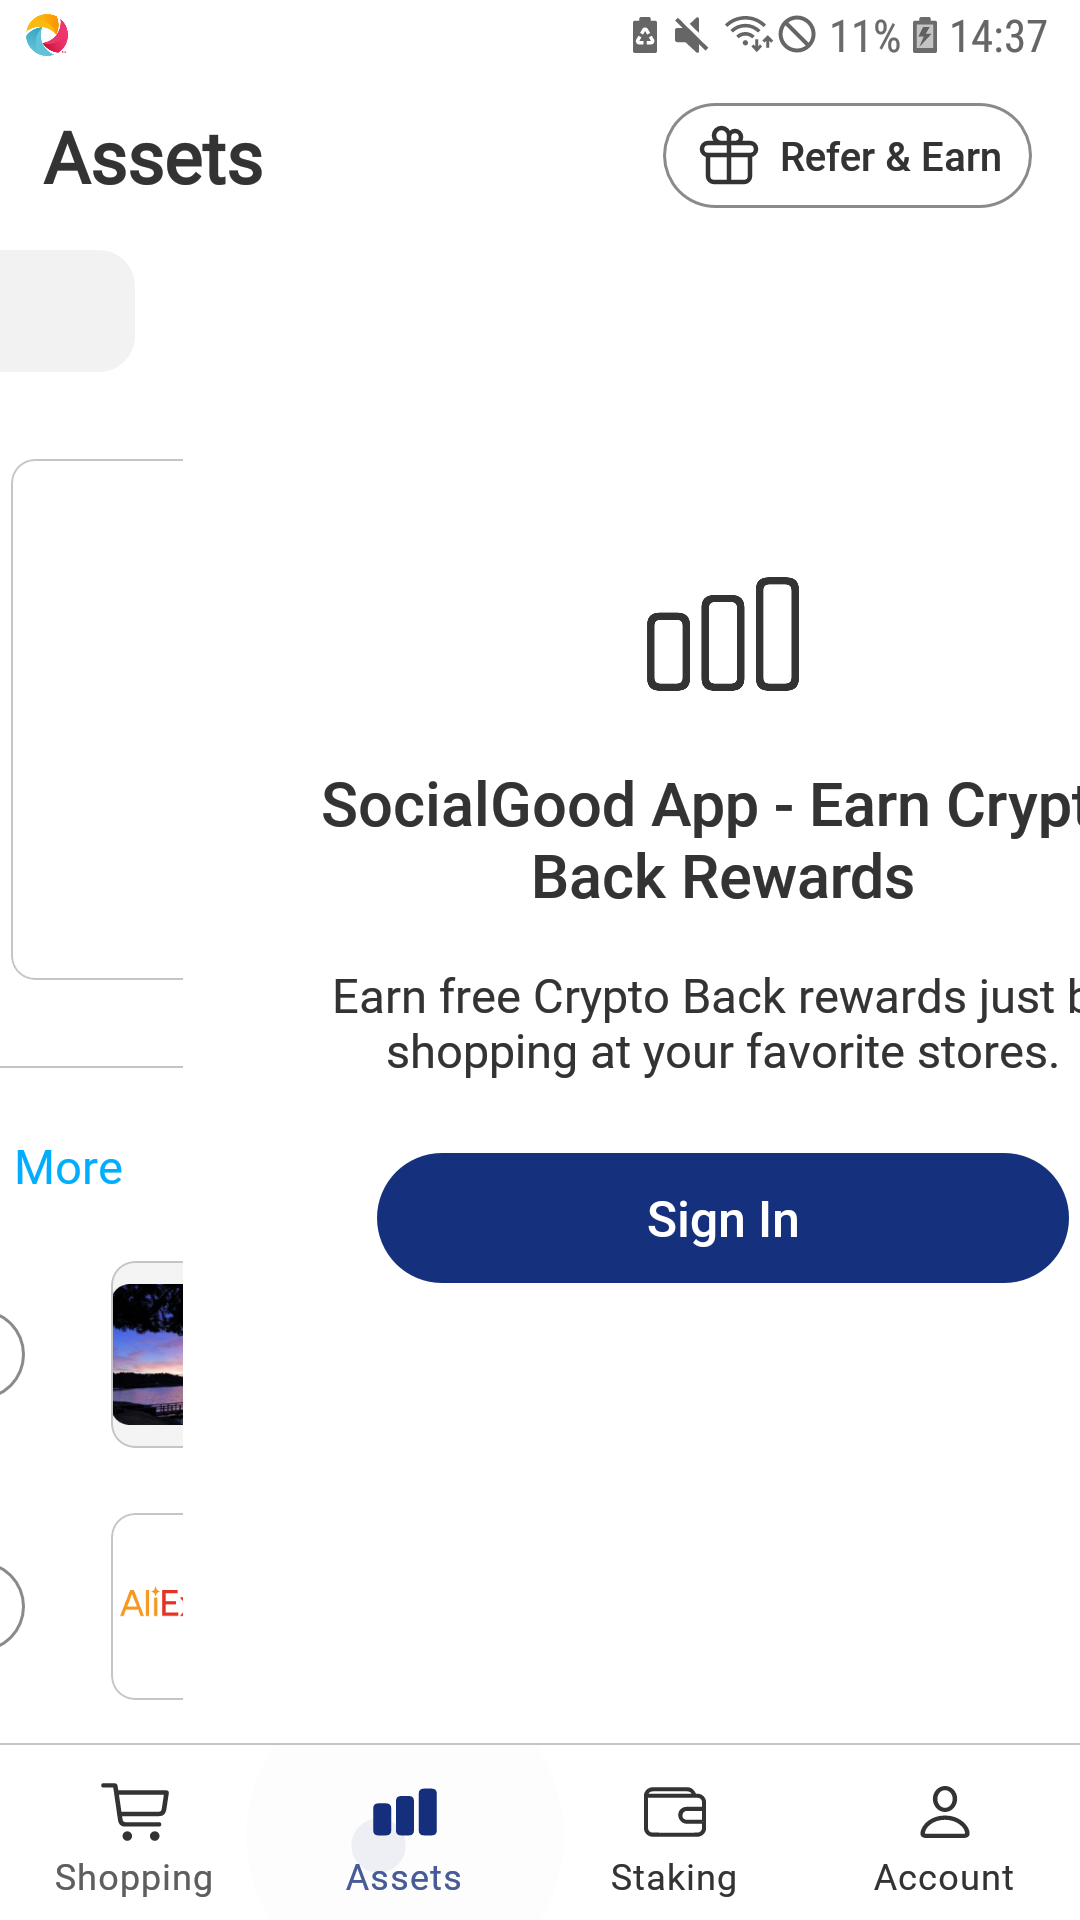 11% 14:37
Assets
Refer & Earn
SocialGood App - Earn Crypt
Back Rewards
Earn free Crypto Back rewards just b
shopping at your favorite stores.
More
Sign In
AliEx
Shopping
Assets
Staking
Account